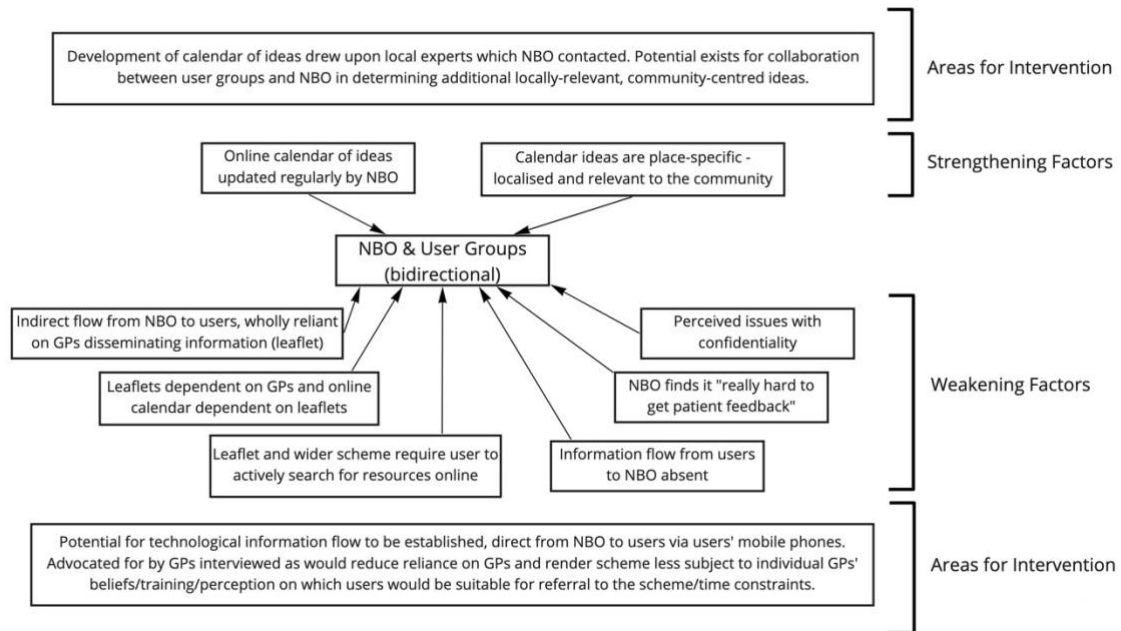 Development of calendar of ideas drew upon local experts which NBO contacted. Potential exists for collaboration
between user groups and NBO in determining additional locally-relevant, community-centred ideas.
Areas for Intervention
Online calendar of ideas
updated regularly by NBO
Calendar ideas are place-specific -
localised and relevant to the community
Strengthening Factors
NBO & User Groups
(bidirectional)
Indirect flow from NBO to users, wholly reliant
on GPs disseminating information (leaflet)
Perceived issues with
confidentiality
Leaflets dependent on GPs and online
calendar dependent on leaflets
NBO finds it "really hard to
get patient feedback"
Weakening Factors
Leaflet and wider scheme require user to
actively search for resources online
Information flow from users
to NBO absent
Potential for technological information flow to be established, direct from NBO to users via users' mobile phones.
Advocated for by GPs interviewed as would reduce reliance on GPs and render scheme less subject to individual GPs'
beliefs/training/perception on which users would be suitable for referral to the scheme/time constraints.
Areas for Intervention